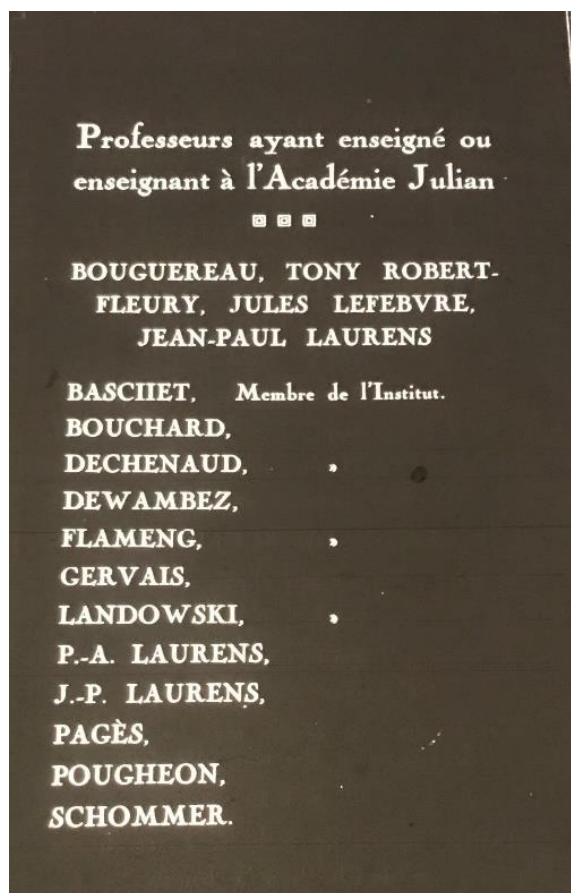 Professeurs ayant enseigné ou
enseignant à l'Académie Julian
BOUGUEREAU, TONY ROBERT-
FLEURY, JULES LEFEBVRE,
JEAN-PAUL LAURENS
BASCHET, Membre de l'Institut.
BOUCHARD,
DECHENAUD, »
DEWAMBEZ,
FLAMENG, »
GERVAIS,
LANDOWSKI, »
P.-A. LAURENS,
J.-P. LAURENS,
PAGÈS,
POUGHEON,
SCHOMMER.